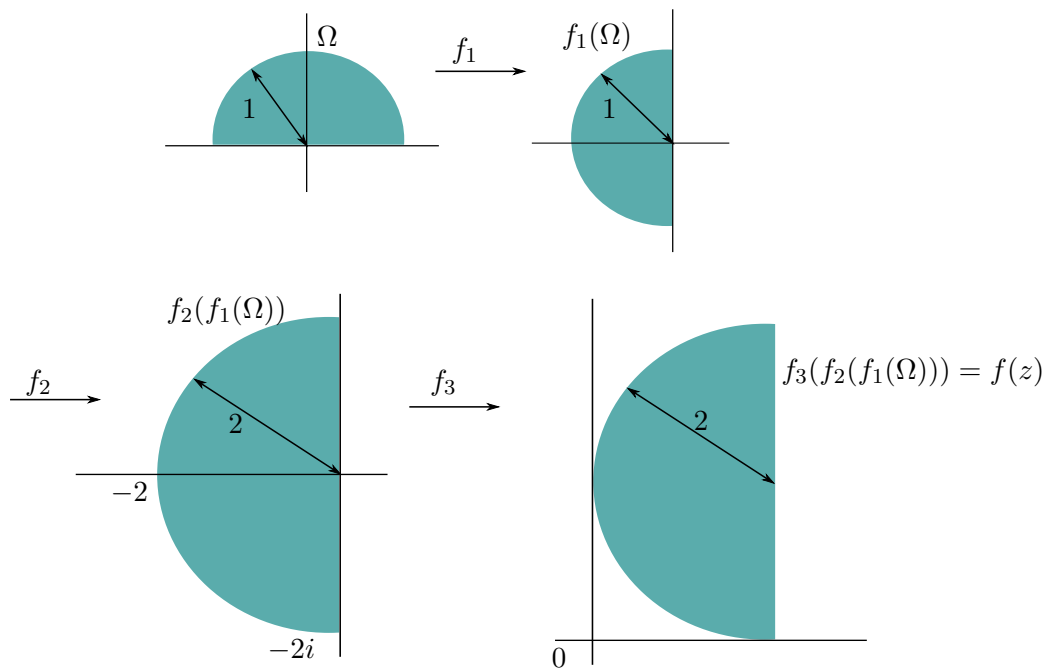 Ω
f₁
f₁(Ω)
1
1
f₂
f₂(f₁(Ω))
2
−2
−2i
f₃
f₃(f₂(f₁(Ω))) = f(z)
2
0